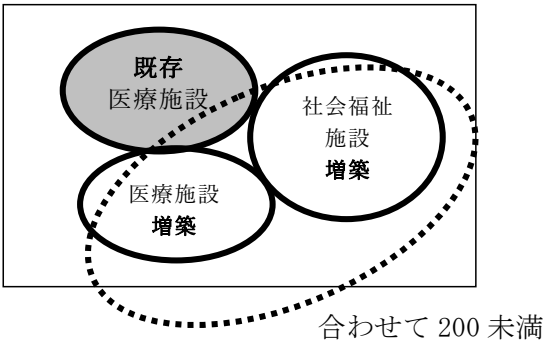 既存
医療施設
社会福祉
施設
増築
医療施設
増築
合わせて 200 未満